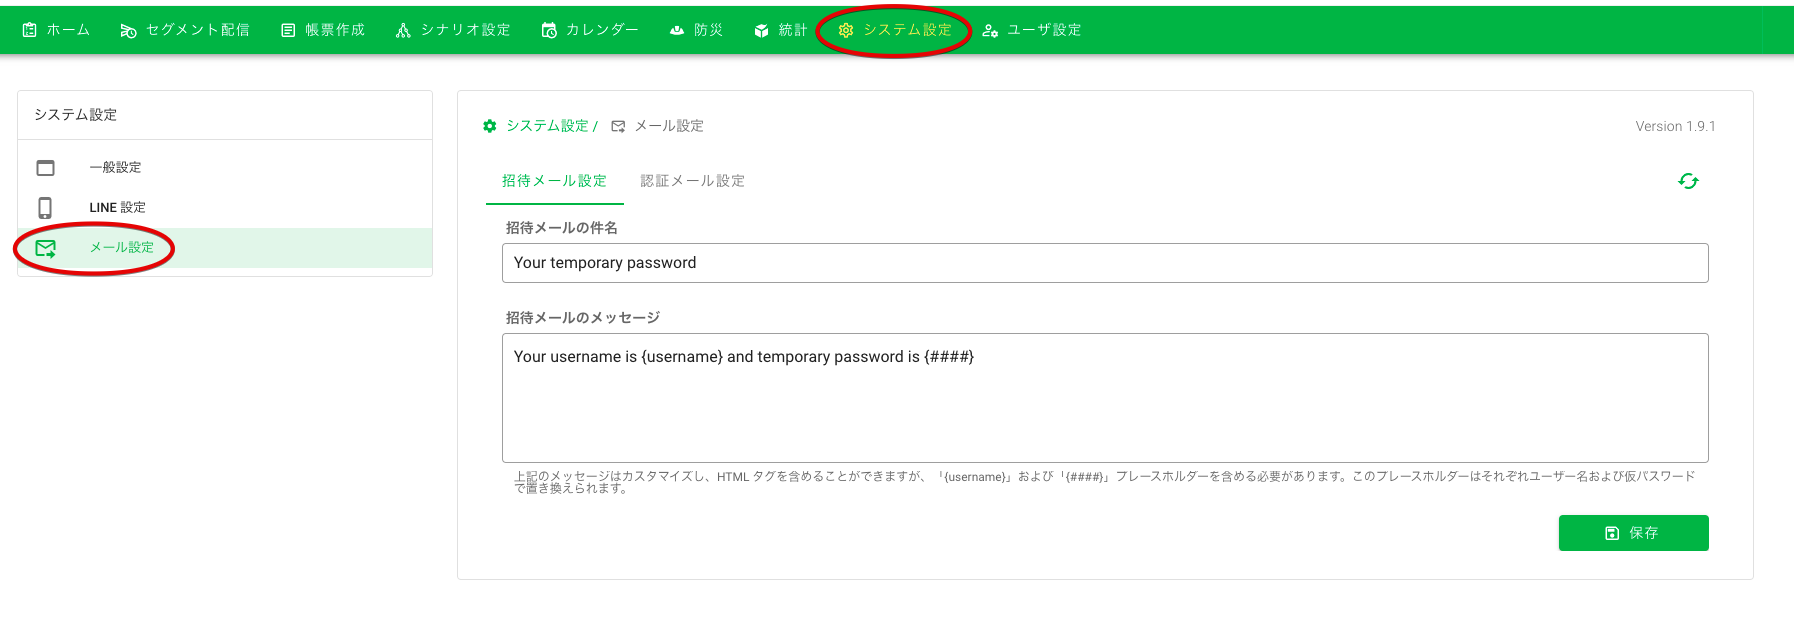 ホーム セグメント配信 帳票作成 シナリオ設定 カレンダー 防災 統計 システム設定 ユーザ設定
システム設定
一般設定
LINE 設定
メール設定
システム設定 / メール設定
Version 1.9.1
招待メール設定 認証メール設定
招待メールの件名
Your temporary password
招待メールのメッセージ
Your username is {username} and temporary password is {####}
上記のメッセージはカスタマイズし、HTML タグを含めることができますが、「{username}」および「{####}」プレースホルダーを含める必要があります。このプレースホルダーはそれぞれユーザー名および仮パスワード
で置き換えられます。
保存